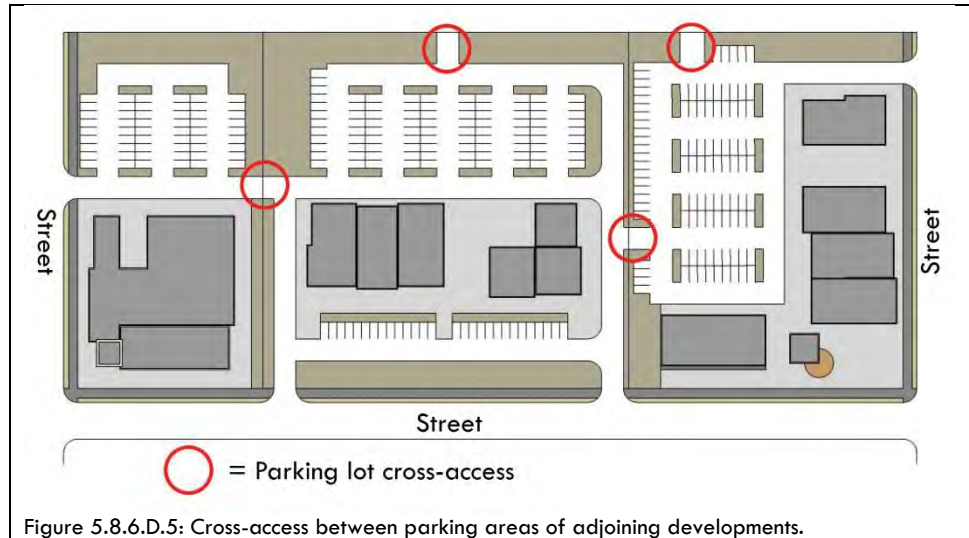 Street
Street
Street
= Parking lot cross-access
Figure 5.8.6.D.5: Cross-access between parking areas of adjoining developments.